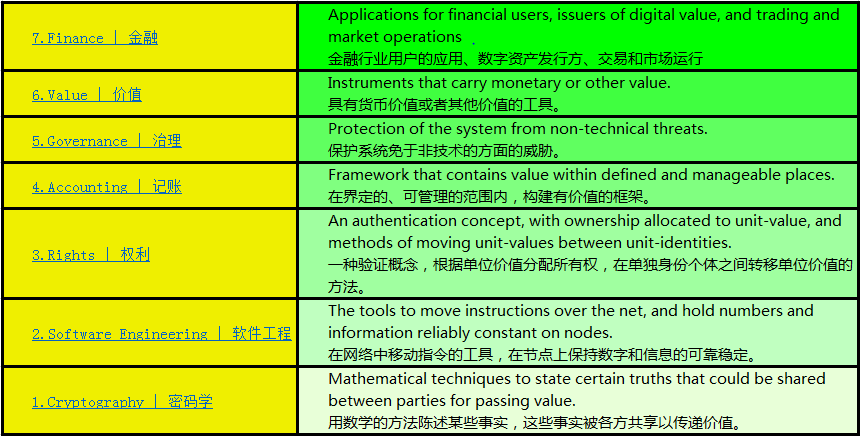 7.Finance | 金融
Applications for financial users, issuers of digital value, and trading and
market operations
金融行业用户的应用、数字资产发行方、交易和市场运行
6.Value | 价值
Instruments that carry monetary or other value.
具有货币价值或者其他价值的工具。
5.Governance | 治理
Protection of the system from non-technical threats.
保护系统免于非技术的方面的威胁。
4.Accounting | 记账
Framework that contains value within defined and manageable places.
在界定的、可管理的范围内，构建有价值的框架。
3.Rights | 权利
An authentication concept, with ownership allocated to unit-value, and
methods of moving unit-values between unit-identities.
一种验证概念，根据单位价值分配所有权，在单独身份个体之间转移单位价值的
方法。
2.Software Engineering | 软件工程
The tools to move instructions over the net, and hold numbers and
information reliably constant on nodes.
在网络中移动指令的工具，在节点上保持数字和信息的可靠稳定。
1.Cryptography | 密码学
Mathematical techniques to state certain truths that could be shared
between parties for passing value.
用数学的方法陈述某些事实，这些事实被各方共享以传递价值。